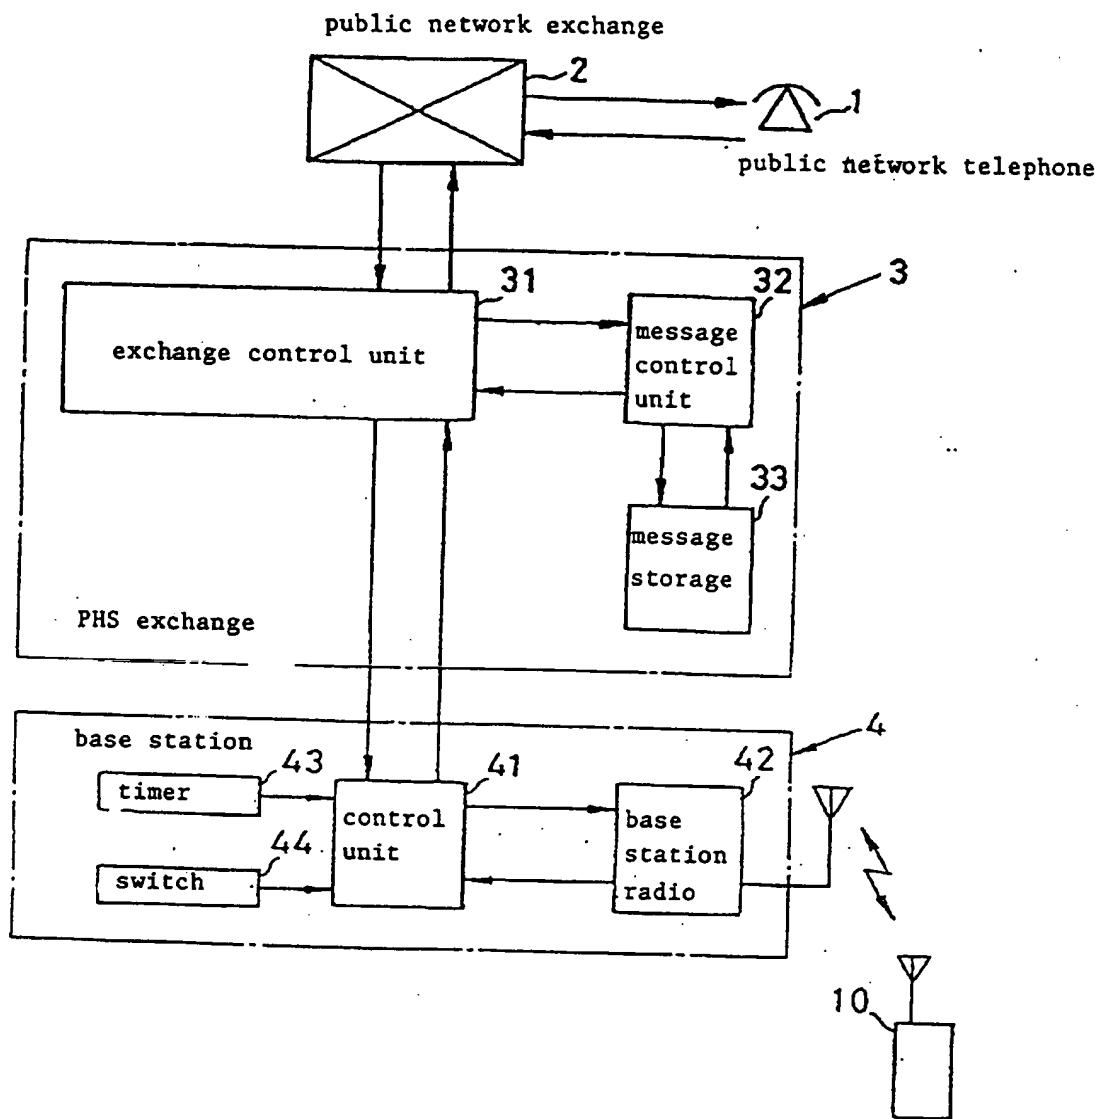 public network exchange
2
1
public network telephone
3
31
32
exchange control unit
message
control
unit
33
message
storage
PHS exchange
4
base station
43
41
42
timer
control
unit
base
station
radio
44
switch
10